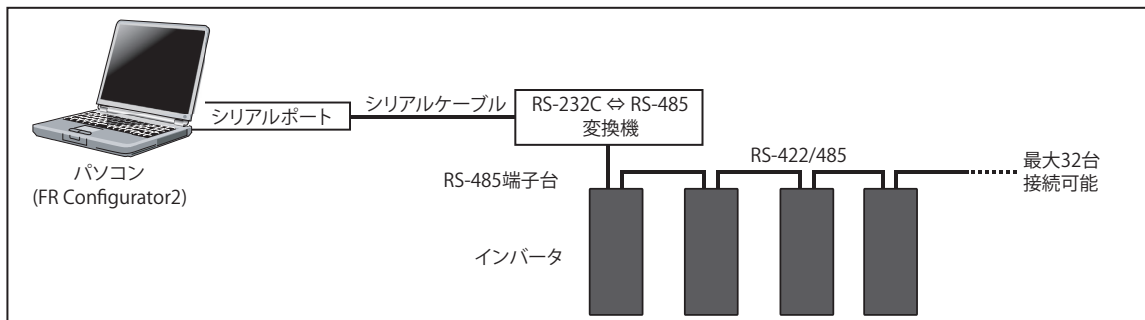 シリアルポート
シリアルケーブル
RS-232C ⇔ RS-485
変換機
パソコン
(FR Configurator2)
RS-485端子台
RS-422/485
最大32台
接続可能
インバータ